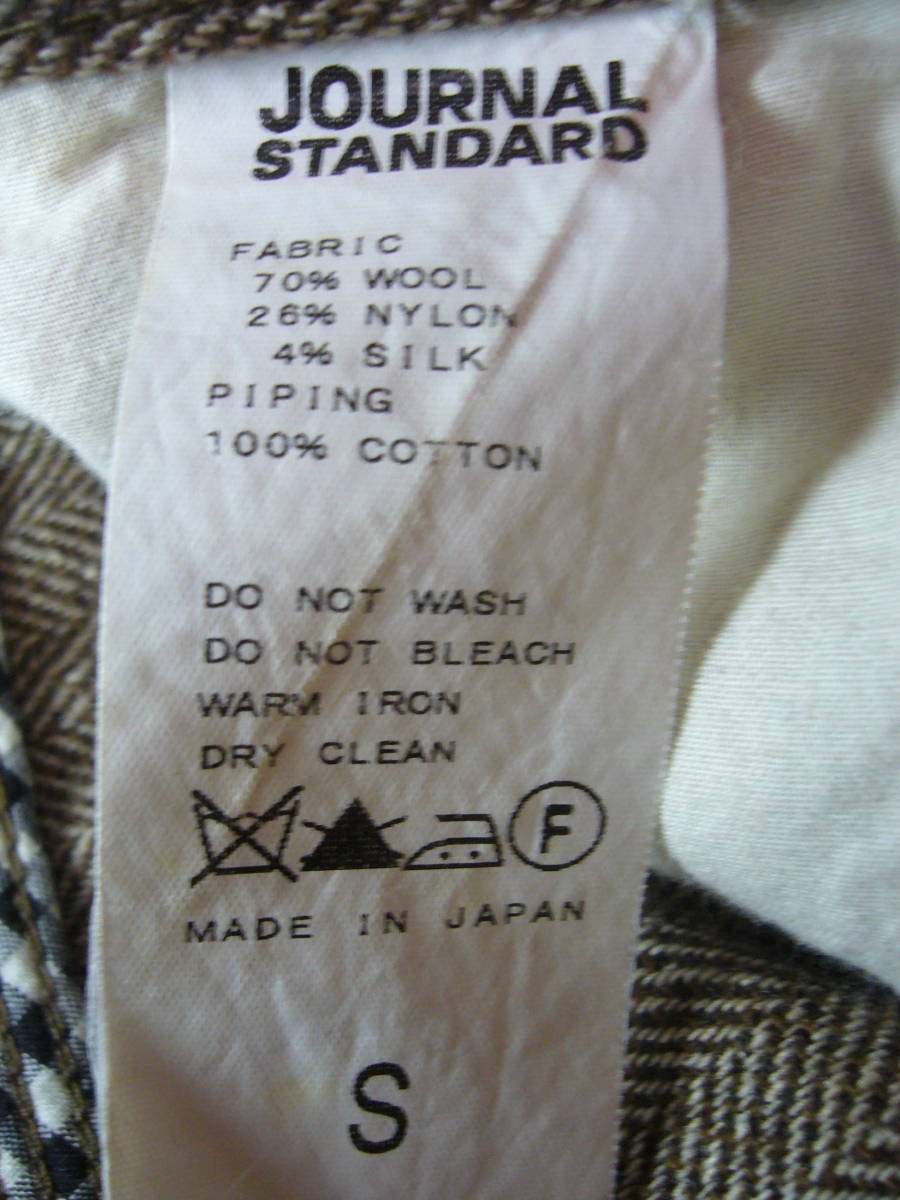 JOURNAL
STANDARD
FABRIC
70% WOOL
26% NYLON
4% SILK
PIPING
100% COTTON
DO NOT WASH
DO NOT BLEACH
WARM IRON
DRY CLEAN
F
MADE IN JAPAN
S